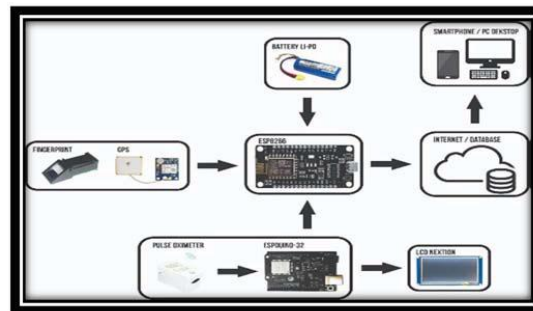 SMARTPHONE / PC DEKSTOP
BATTERY LI-PO
FINGERPRINT
GPS
ESP8266
INTERNET / DATABASE
PULSE OXIMETER
ESPDUINO-32
LCD NEXTION